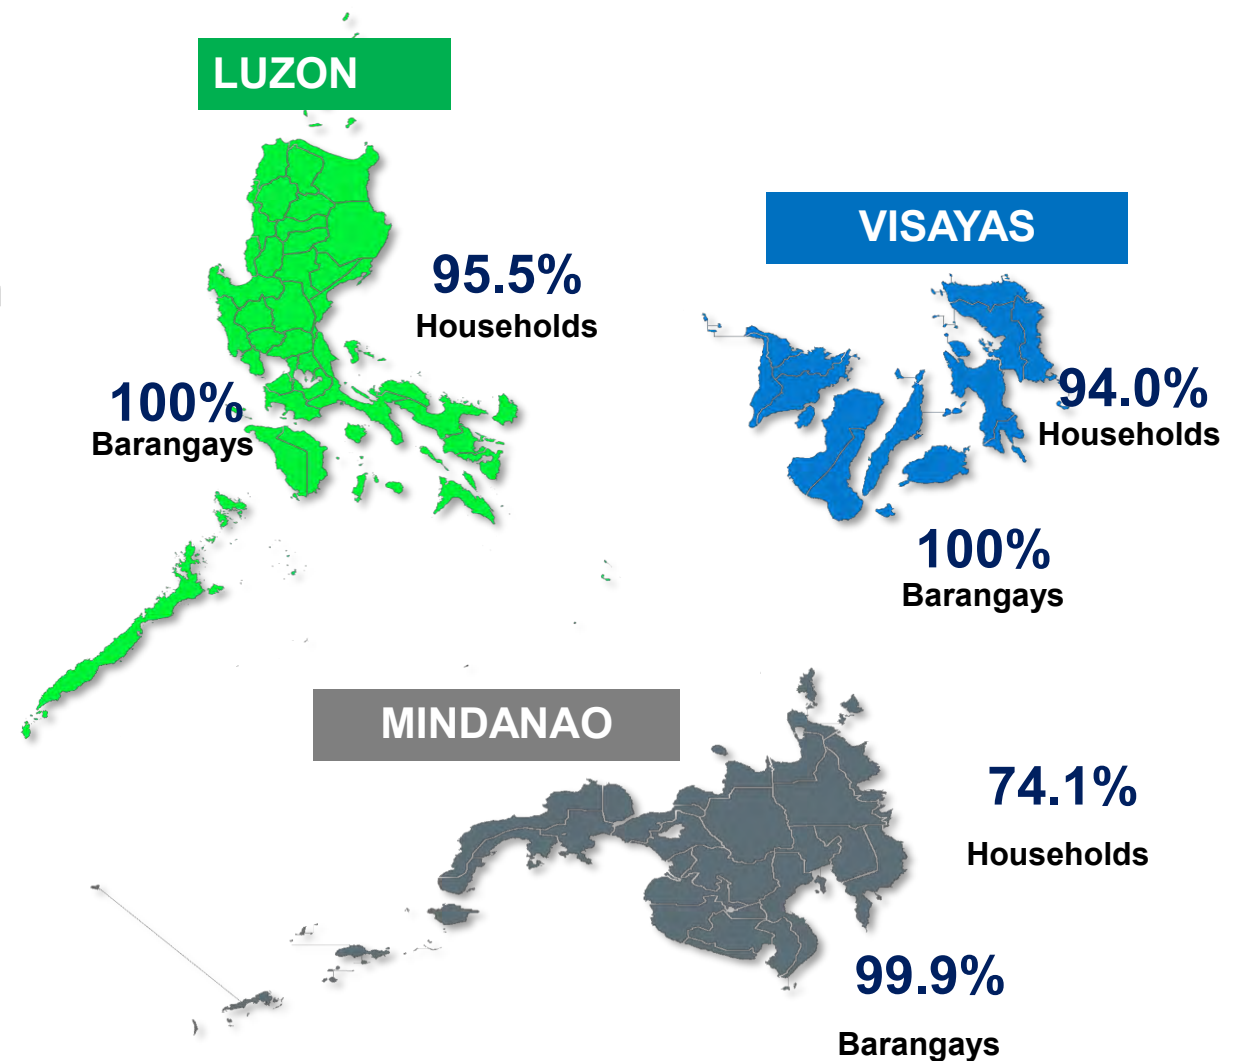 LUZON
95.5%
Households
100%
Barangays
VISAYAS
94.0%
Households
100%
Barangays
MINDANAO
74.1%
Households
99.9%
Barangays